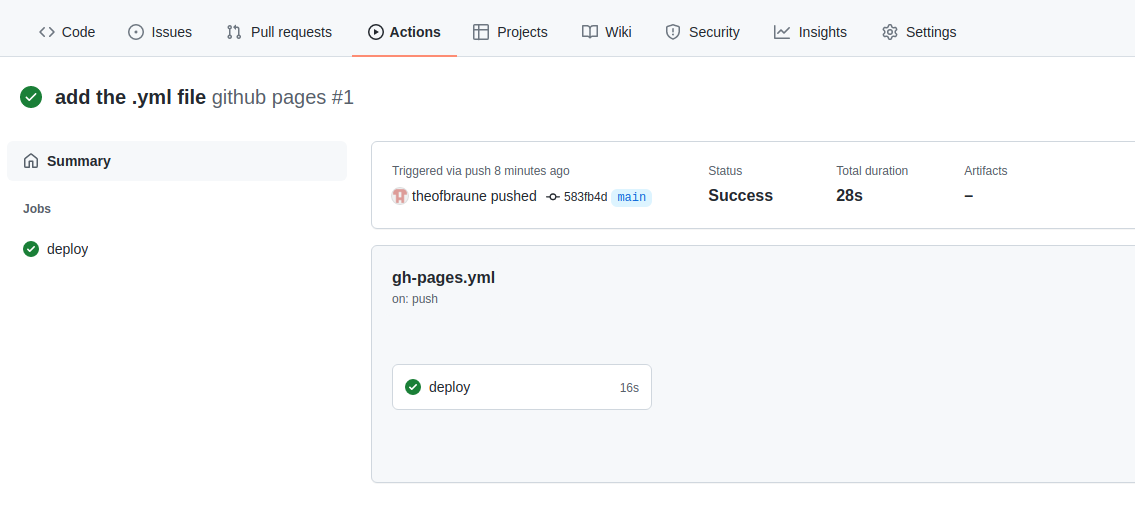 Code Issues Pull requests Actions Projects Wiki Security Insights Settings
add the .yml file github pages #1
Summary
Jobs
deploy
Triggered via push 8 minutes ago
theofbraune pushed 583fb4d main
Status
Success
Total duration
28s
Artifacts
–
gh-pages.yml
on: push
deploy 16s